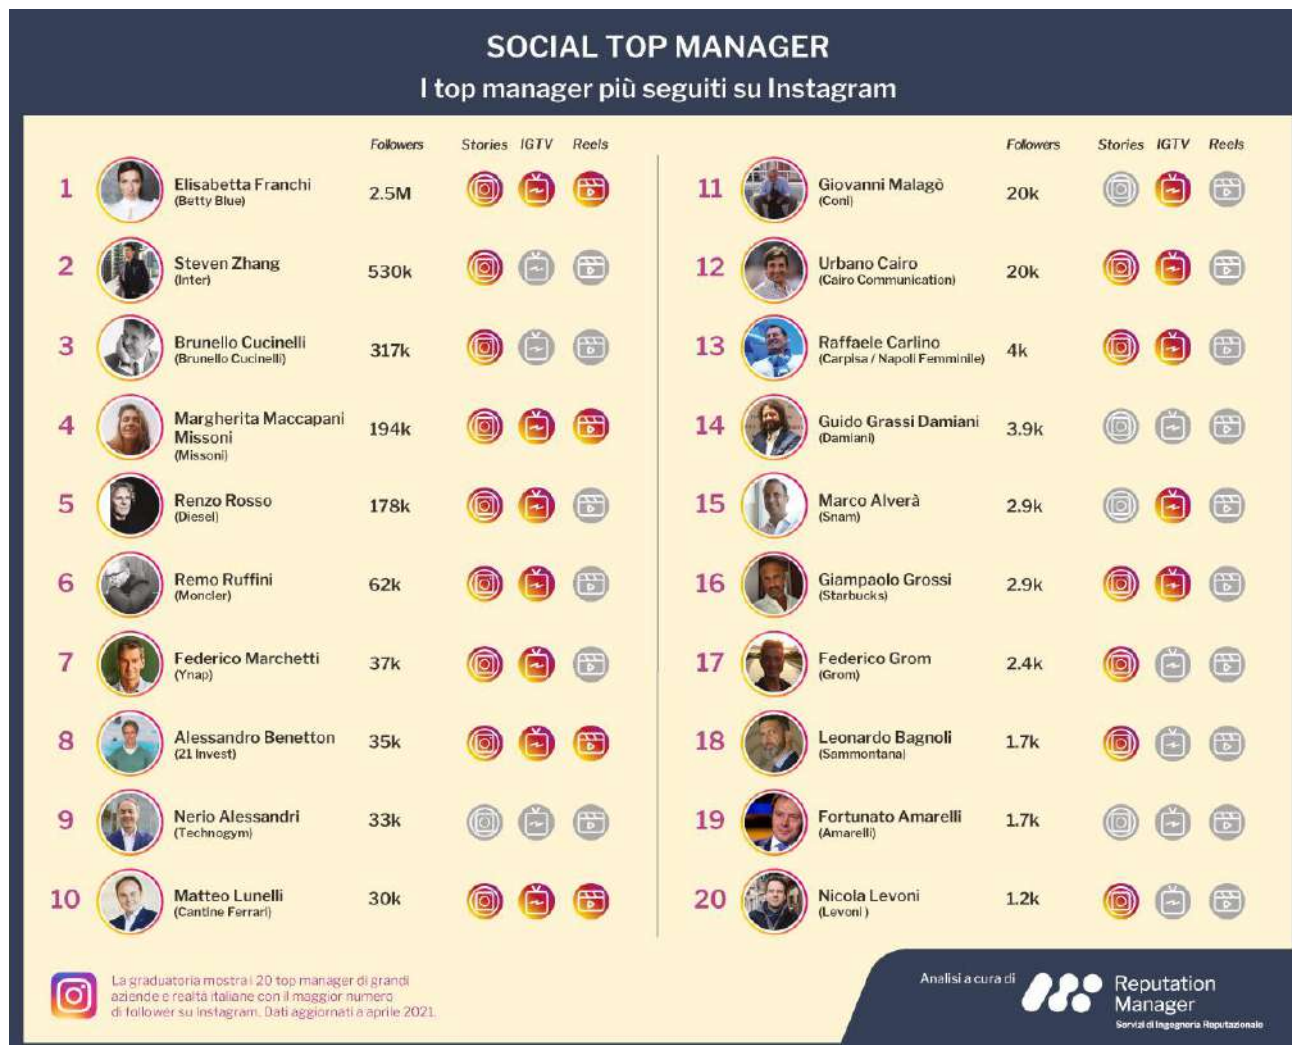 SOCIAL TOP MANAGER
I top manager più seguiti su Instagram
Followers Stories IGTV Reels
1 Elisabetta Franchi 2.5M
(Betty Blue)
2 Steven Zhang 530k
(Inter)
3 Brunello Cucinelli 317k
(Brunello Cucinelli)
4 Margherita Maccapani 194k
Missoni
(Missoni)
5 Renzo Rosso 178k
(Diesel)
6 Remo Ruffini 62k
(Moncler)
7 Federico Marchetti 37k
(Ynap)
8 Alessandro Benetton 35k
(21 Invest)
9 Nerio Alessandri 33k
(Technogym)
10 Matteo Lunelli 30k
(Cantine Ferrari)
Followers Stories IGTV Reels
11 Giovanni Malagò 20k
(Coni)
12 Urbano Cairo 20k
(Cairo Communication)
13 Raffaele Carlino 4k
(Carpisa / Napoli Femminile)
14 Guido Grassi Damiani 3.9k
(Damiani)
15 Marco Alverà 2.9k
(Snam)
16 Giampaolo Grossi 2.9k
(Starbucks)
17 Federico Grom 2.4k
(Grom)
18 Leonardo Bagnoli 1.7k
(Sammontana)
19 Fortunato Amarelli 1.7k
(Amarelli)
20 Nicola Levoni 1.2k
(Levoni )
La graduatoria mostra i 20 top manager di grandi
aziende e realtà italiane con il maggior numero
di follower su Instagram. Dati aggiornati a aprile 2021.
Analisi a cura di
Reputation
Manager
Servizi di Ingegneria Reputazionale